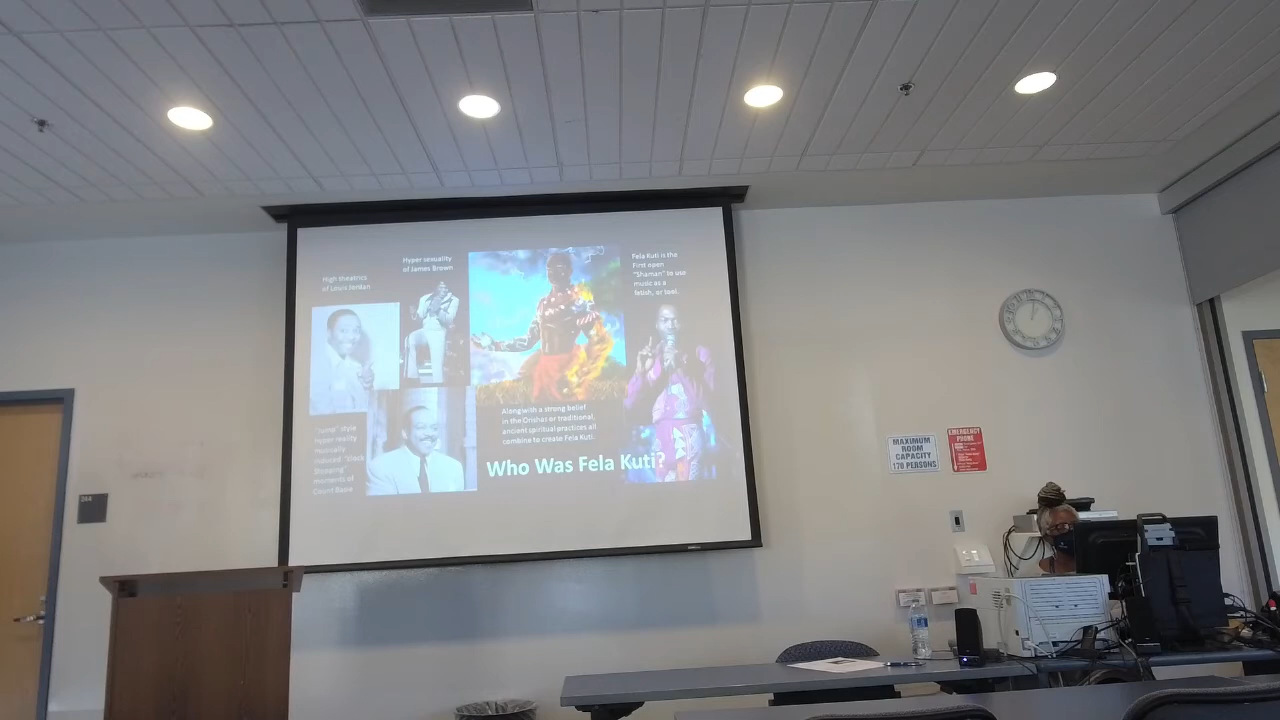 High theatrics
of Louis Jordan
Hyper sexuality
of James Brown
Fela Kuti is the
First open
"Shaman" to use
music as a
fetish, or tool.
"Jump" style
hyper reality
musically
induced
moments of
Count Basie
Along with a strong belief
in the Orishas or traditional,
ancient spiritual practices all
combine to create Fela Kuti.
Who Was Fela Kuti?
MAXIMUM
ROOM
CAPACITY
170 PERSONS
EMERGENCY
PHONE